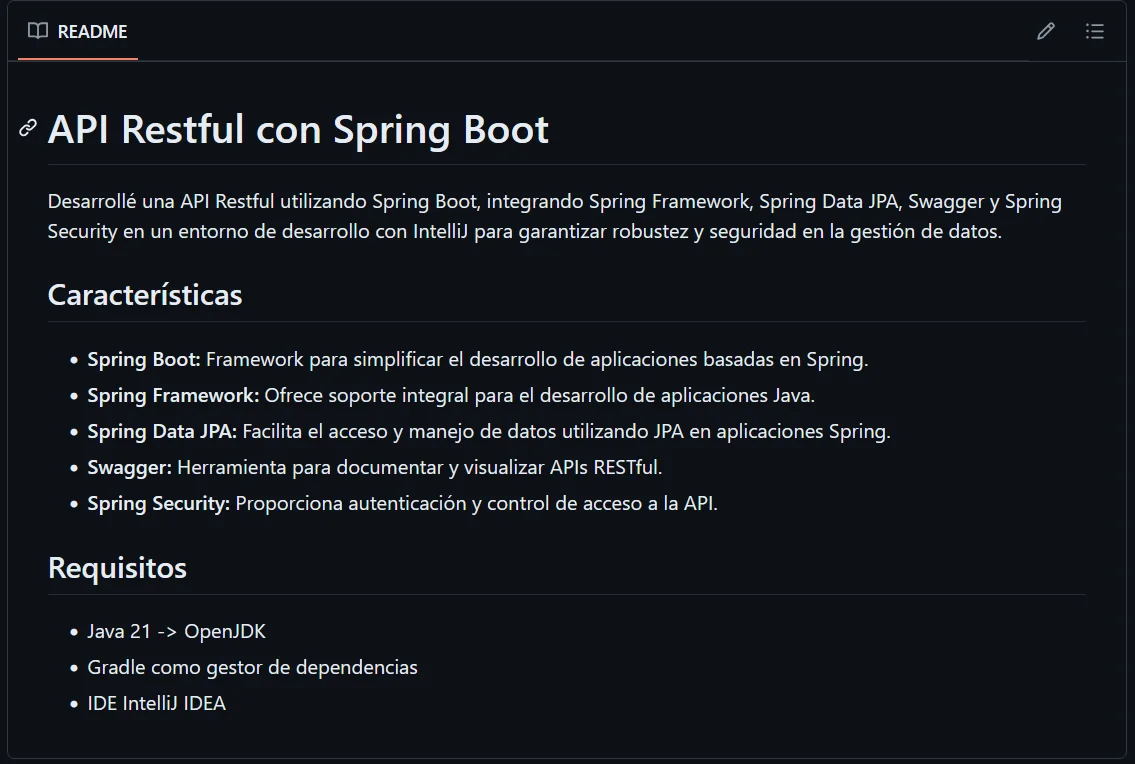 README
API Restful con Spring Boot
Desarrollé una API Restful utilizando Spring Boot, integrando Spring Framework, Spring Data JPA, Swagger y Spring
Security en un entorno de desarrollo con IntelliJ para garantizar robustez y seguridad en la gestión de datos.
Características
• Spring Boot: Framework para simplificar el desarrollo de aplicaciones basadas en Spring.
• Spring Framework: Ofrece soporte integral para el desarrollo de aplicaciones Java.
• Spring Data JPA: Facilita el acceso y manejo de datos utilizando JPA en aplicaciones Spring.
• Swagger: Herramienta para documentar y visualizar APIs RESTful.
• Spring Security: Proporciona autenticación y control de acceso a la API.
Requisitos
• Java 21 -> OpenJDK
• Gradle como gestor de dependencias
• IDE IntelliJ IDEA